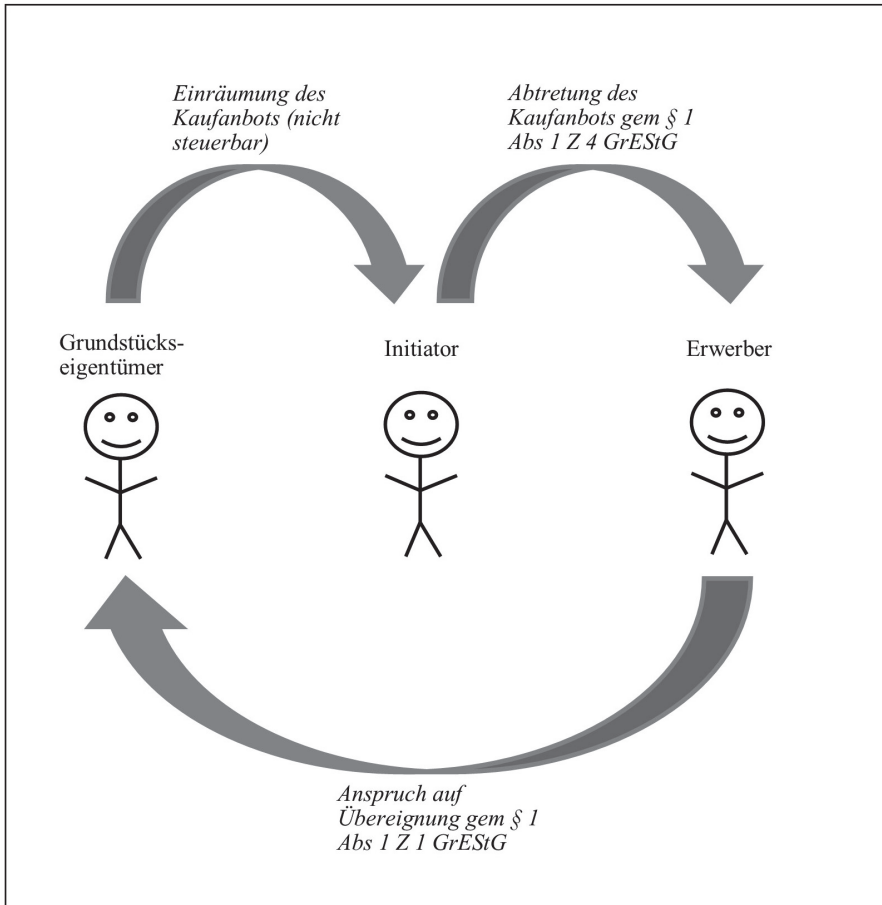 Einräumung des
Kaufanbots (nicht
steuerbar)
Abtretung des
Kaufanbots gem § 1
Abs 1 Z 4 GrEStG
Grundstücks-
eigentümer
Initiator
Erwerber
Anspruch auf
Übereignung gem § 1
Abs 1 Z 1 GrEStG